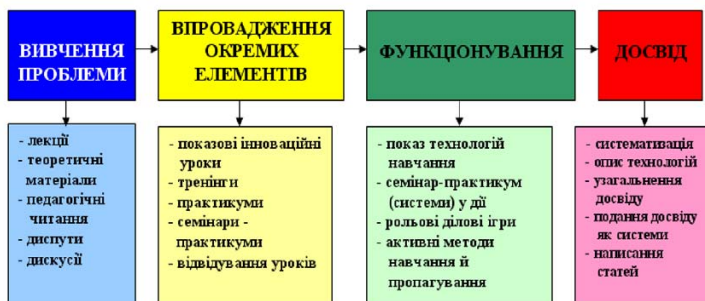 ВИВЧЕННЯ
ПРОБЛЕМИ
ВПРОВАДЖЕННЯ
ОКРЕМИХ
ЕЛЕМЕНТІВ
ФУНКЦІОНУВАННЯ
ДОСВІД
- лекції
- теоретичні
матеріали
- педагогічні
читання
- диспути
- дискусії
- показові інноваційні
уроки
- тренінги
- практикуми
- семінари -
практикуми
- відвідування уроків
- показ технологій
навчання
- семінар-практикум
(системи) у дії
- рольові ділові ігри
- активні методи
навчання й
пропагування
- систематизація
- опис технологій
- узагальнення
досвіду
- подання досвіду
як системи
- написання
статей